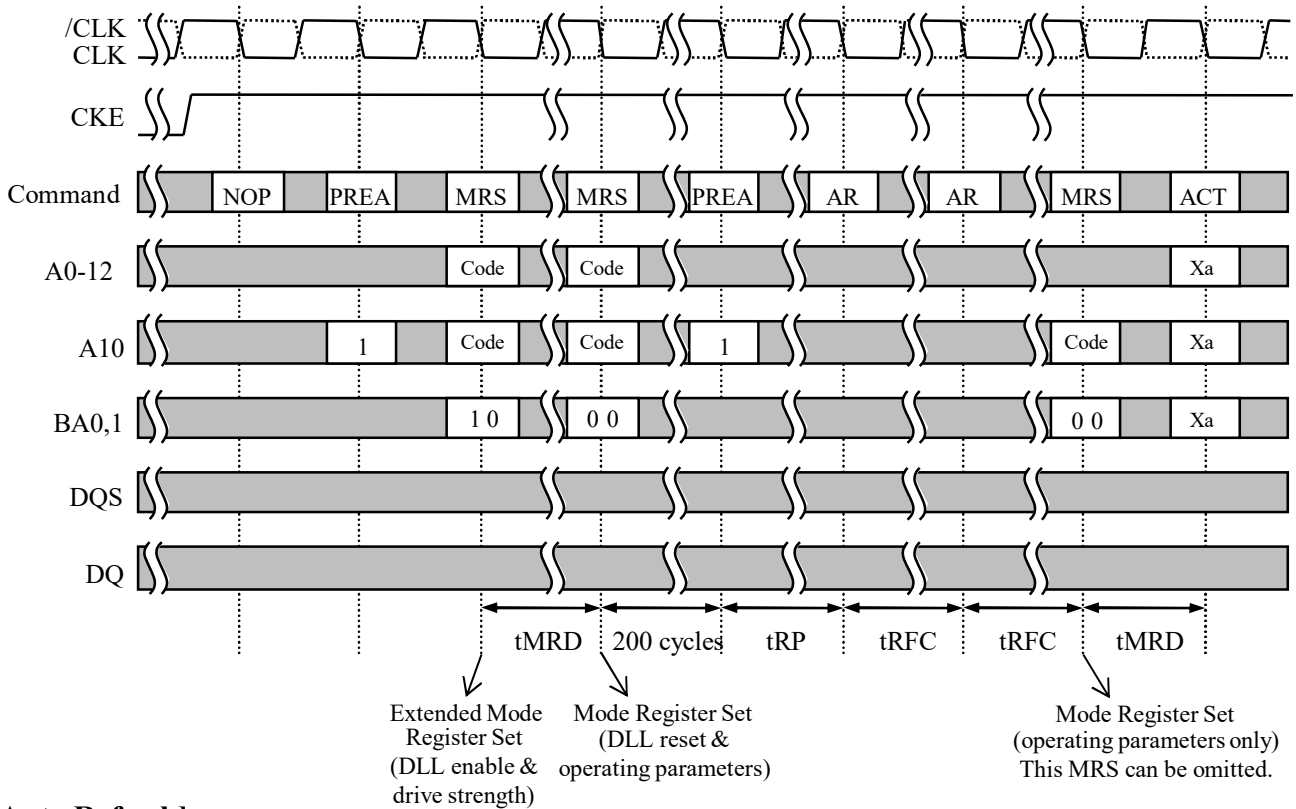 /CLK
CLK
CKE
Command NOP PREA MRS MRS PREA AR AR MRS ACT
A0-12 Code Code Xa
A10 1 Code Code 1 Code Xa
BA0,1 1 0 0 0 0 0 Xa
DQS
DQ
tMRD 200 cycles tRP tRFC tRFC tMRD
Extended Mode
Register Set
(DLL enable &
drive strength)
Mode Register Set
(DLL reset &
operating parameters)
Mode Register Set
(operating parameters only)
This MRS can be omitted.